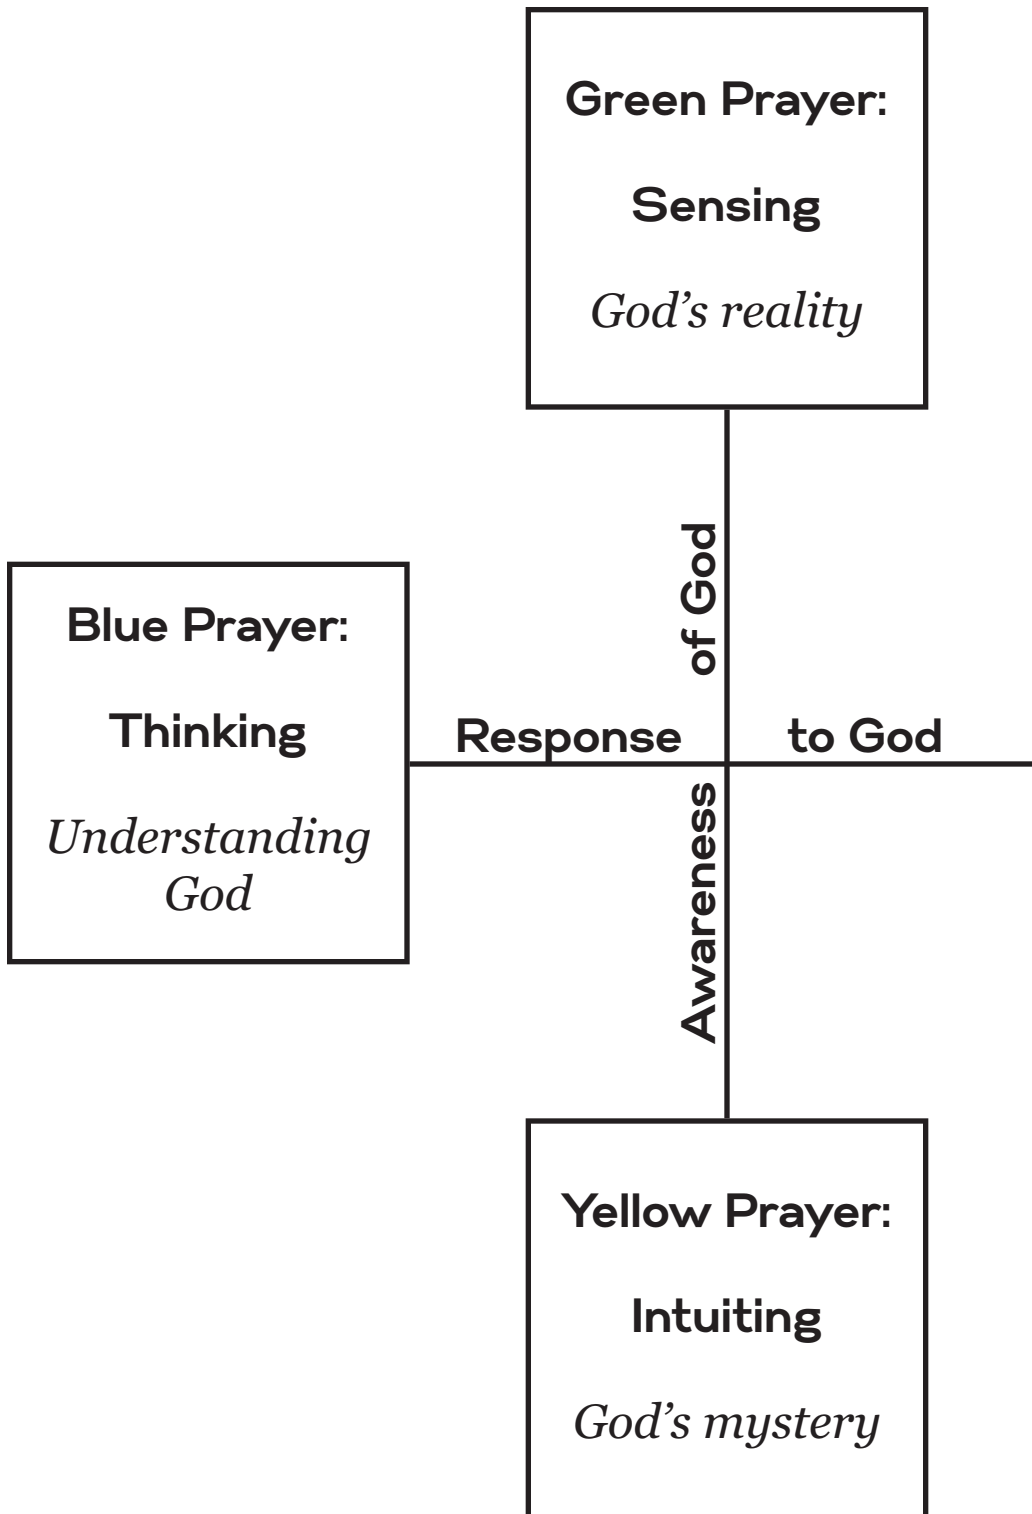 Green Prayer:
Sensing
God’s reality
Blue Prayer:
Thinking
Understanding
God
Response to God
Awareness of God
Yellow Prayer:
Intuiting
God’s mystery